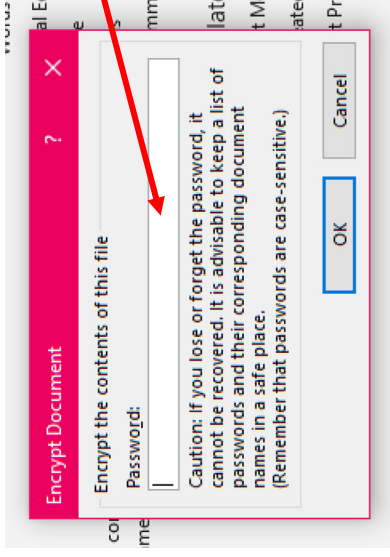 Encrypt Document ? ×
Encrypt the contents of this file
Password:
Caution: If you lose or forget the password, it
cannot be recovered. It is advisable to keep a list of
passwords and their corresponding document
names in a safe place.
(Remember that passwords are case-sensitive.)
OK Cancel